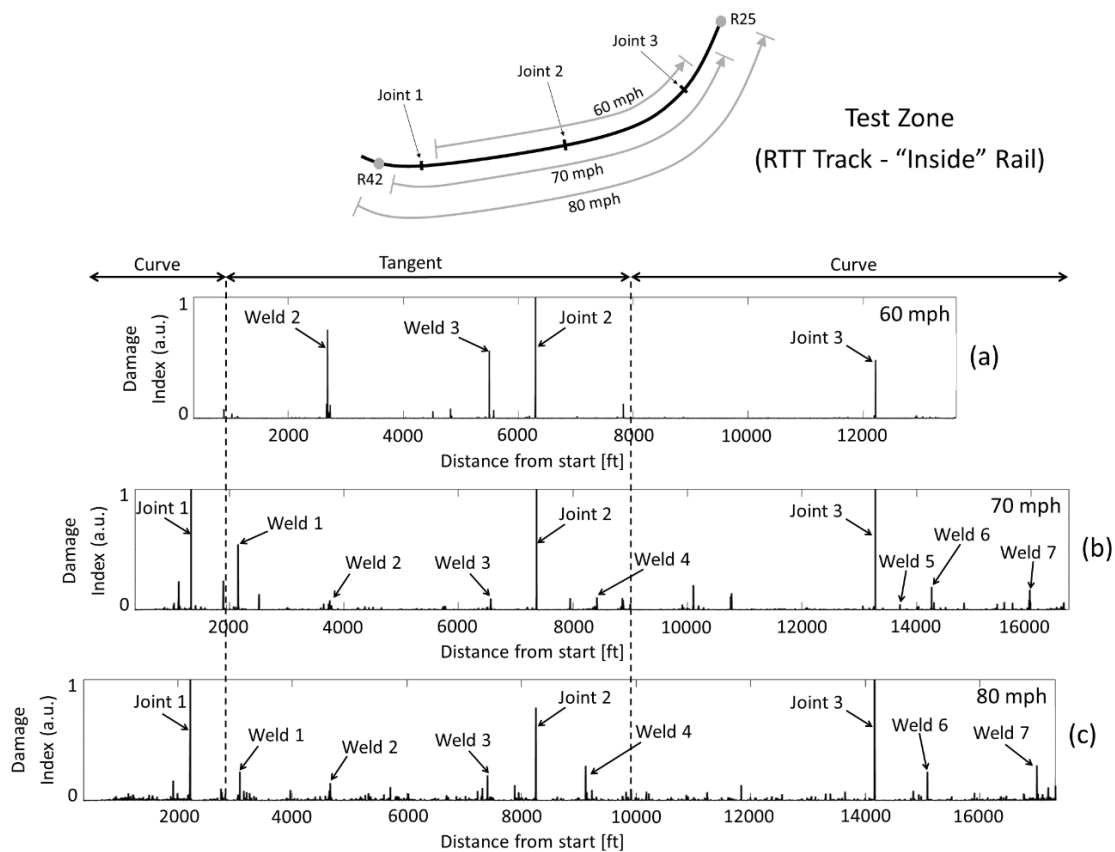 R25
Joint 3
Joint 2
Joint 1
60 mph
R42
70 mph
80 mph
Test Zone
(RTT Track - “Inside” Rail)
Curve
Tangent
Curve
Damage
Index (a.u.)
1
0
Weld 2
Weld 3
Joint 2
Joint 3
60 mph
(a)
2000 4000 6000 8000 10000 12000
Distance from start [ft]
Damage
Index (a.u.)
1
0
Joint 1
Weld 1
Weld 2
Weld 3
Joint 2
Weld 4
Joint 3
Weld 5
Weld 6
Weld 7
70 mph
(b)
2000 4000 6000 8000 10000 12000 14000 16000
Distance from start [ft]
Damage
Index (a.u.)
1
0
Joint 1
Weld 1
Weld 2
Weld 3
Joint 2
Weld 4
Joint 3
Weld 6
Weld 7
80 mph
(c)
2000 4000 6000 8000 10000 12000 14000 16000
Distance from start [ft]